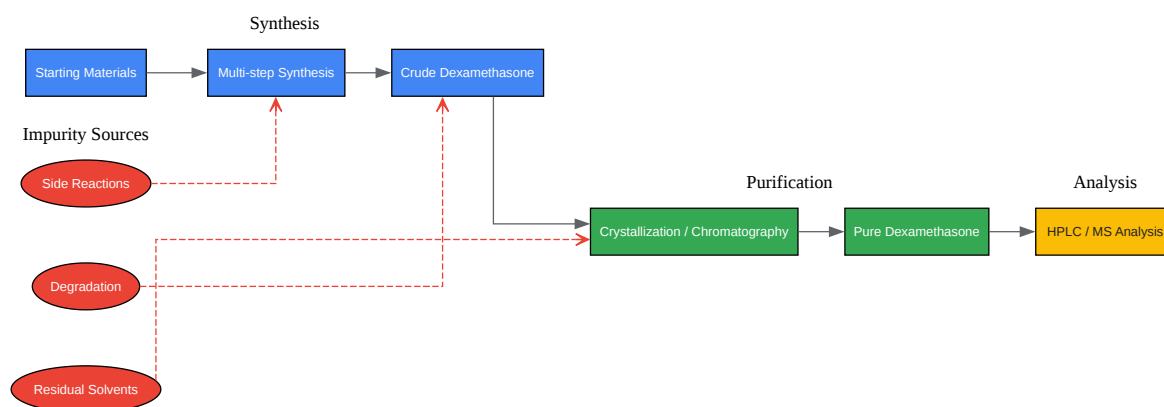 Synthesis
Starting Materials
Multi-step Synthesis
Crude Dexamethasone
Impurity Sources
Side Reactions
Purification
Analysis
Crystallization / Chromatography
Pure Dexamethasone
HPLC / MS Analysis
Degradation
Residual Solvents